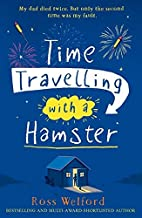 My dad died twice. But only the second
time was my fault.
Time
Travelling
with a
Hamster
Ross Welford
BESTSELLING AND MULTI-AWARD-SHORTLISTED AUTHOR